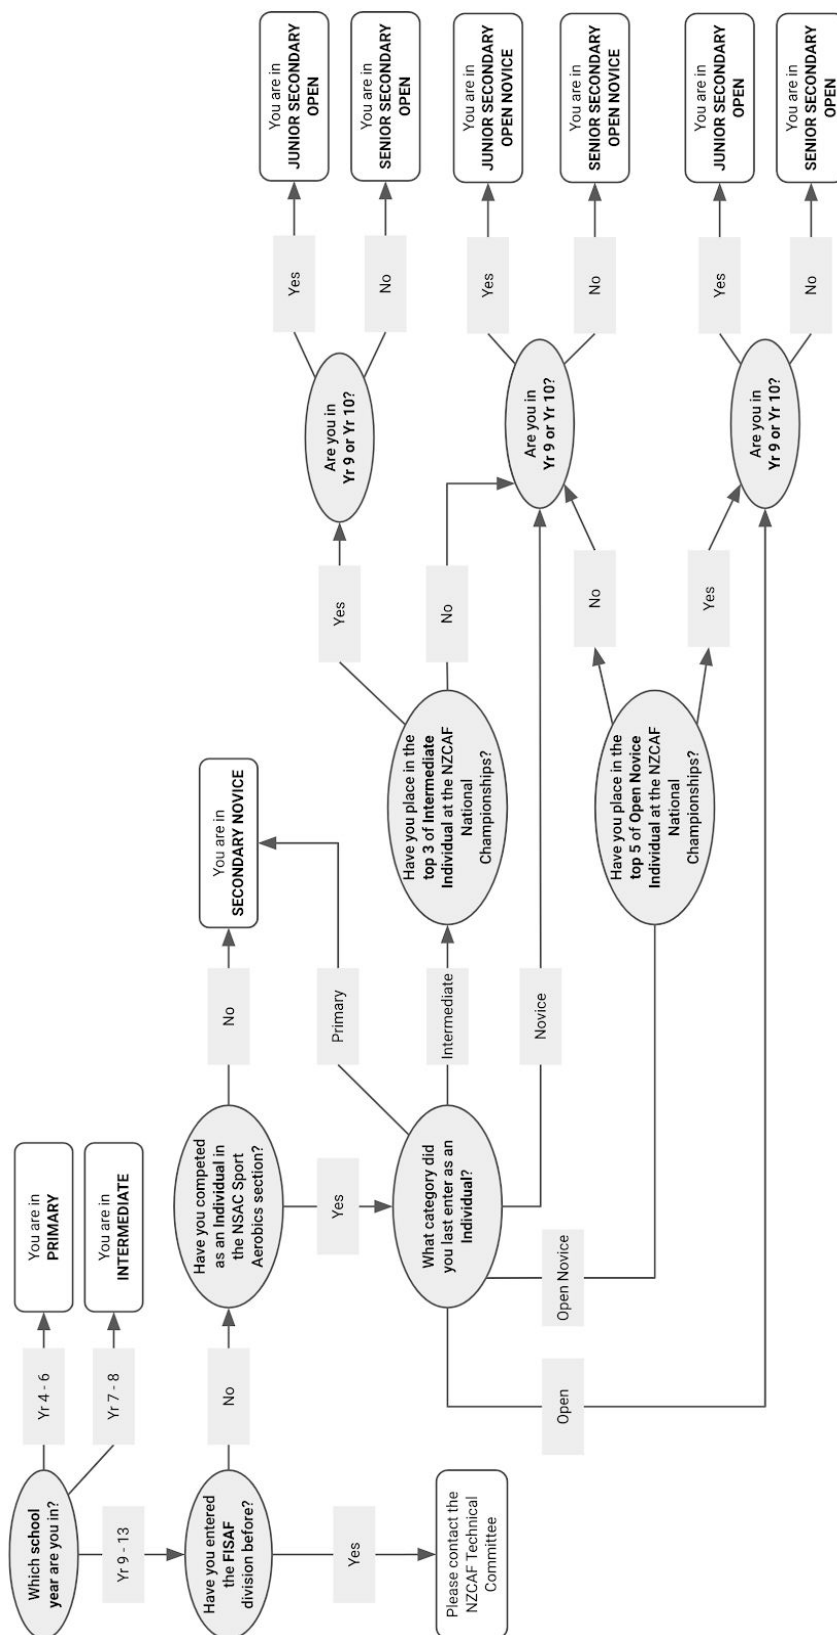 Which school
year are you in?
Yr 4 - 6
You are in
PRIMARY
Yr 7 - 8
You are in
INTERMEDIATE
Yr 9 - 13
Have you entered
the FISAF
division before?
Yes
Please contact the
NZCAF Technical
Committee
No
Have you competed
as an Individual in
the NSAC Sport
Aerobics section?
No
You are in
SECONDARY NOVICE
Yes
What category did
you last enter as an
Individual?
Primary
Intermediate
Novice
Open Novice
Open
Have you place in the
top 3 of Intermediate
Individual at the NZCAF
National
Championships?
Yes
No
Have you place in the
top 5 of Open Novice
Individual at the NZCAF
National
Championships?
No
Yes
Are you in
Yr 9 or Yr 10?
Yes
You are in
JUNIOR SECONDARY
OPEN
No
You are in
SENIOR SECONDARY
OPEN
Are you in
Yr 9 or Yr 10?
Yes
You are in
JUNIOR SECONDARY
OPEN NOVICE
No
You are in
SENIOR SECONDARY
OPEN NOVICE
Are you in
Yr 9 or Yr 10?
Yes
You are in
JUNIOR SECONDARY
OPEN
No
You are in
SENIOR SECONDARY
OPEN